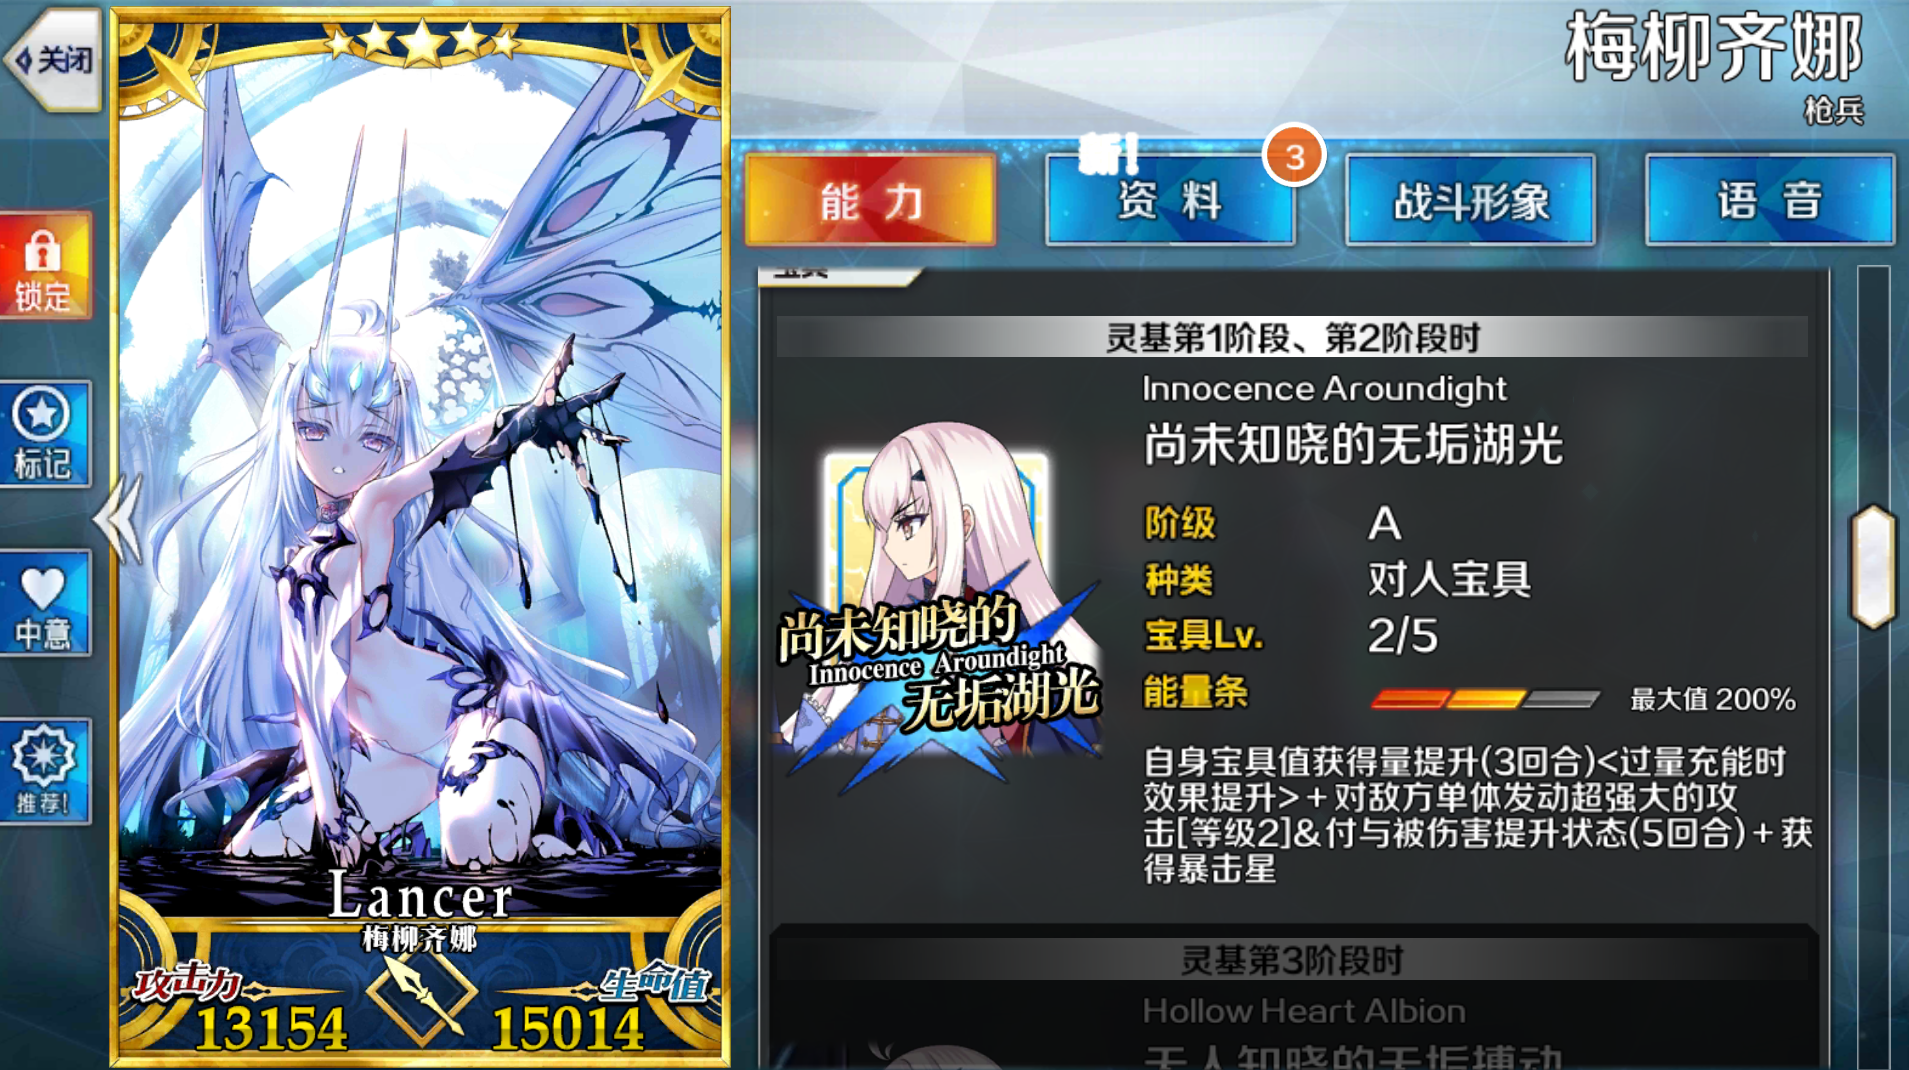 关闭
锁定
标记
中意
推荐!
Lancer
梅柳齐娜
攻击力
13154
生命值
15014
梅柳齐娜
枪兵
能力
新!
资料
3
战斗形象
语音
宝具
灵基第1阶段、第2阶段时
尚未知晓的
Innocence Aroundight
无垢湖光
Innocence Aroundight
尚未知晓的无垢湖光
阶级 A
种类 对人宝具
宝具Lv. 2/5
能量条 最大值 200%
自身宝具值获得量提升(3回合)<过量充能时
效果提升>+对敌方单体发动超强大的攻
击[等级2]&付与被伤害提升状态(5回合)+获
得暴击星
灵基第3阶段时
Hollow Heart Albion
无人知晓的无垢搏动